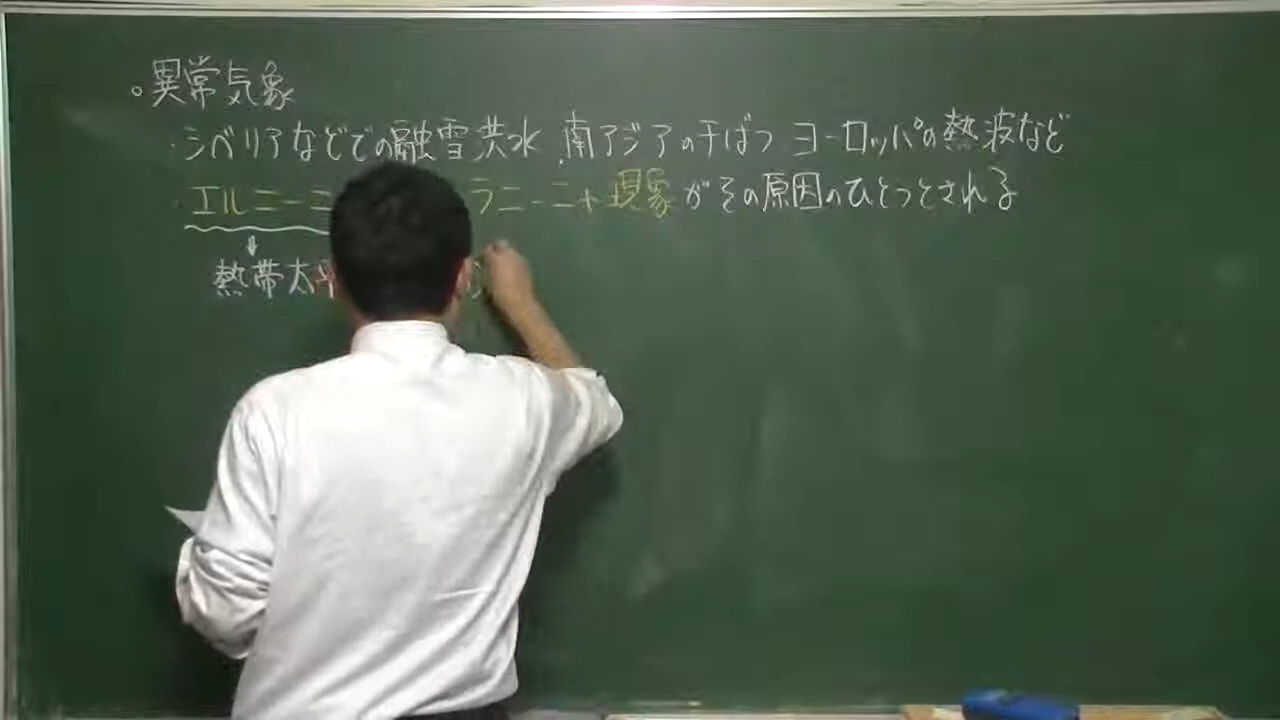 ○異常気象
・シベリアなどでの融雪洪水、南アジアの干ばつ ヨーロッパの熱波など
・エルニーニ ラニーニャ現象がその原因のひとつとされる
熱帯太平